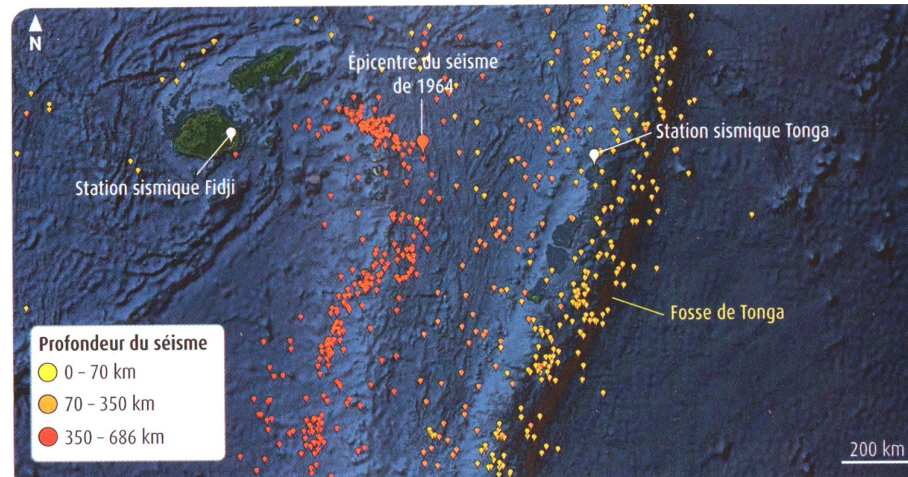 N
Épicentre du séisme
de 1964
Station sismique Tonga
Station sismique Fidji
Fosse de Tonga
Profondeur du séisme
0 – 70 km
70 – 350 km
350 – 686 km
200 km